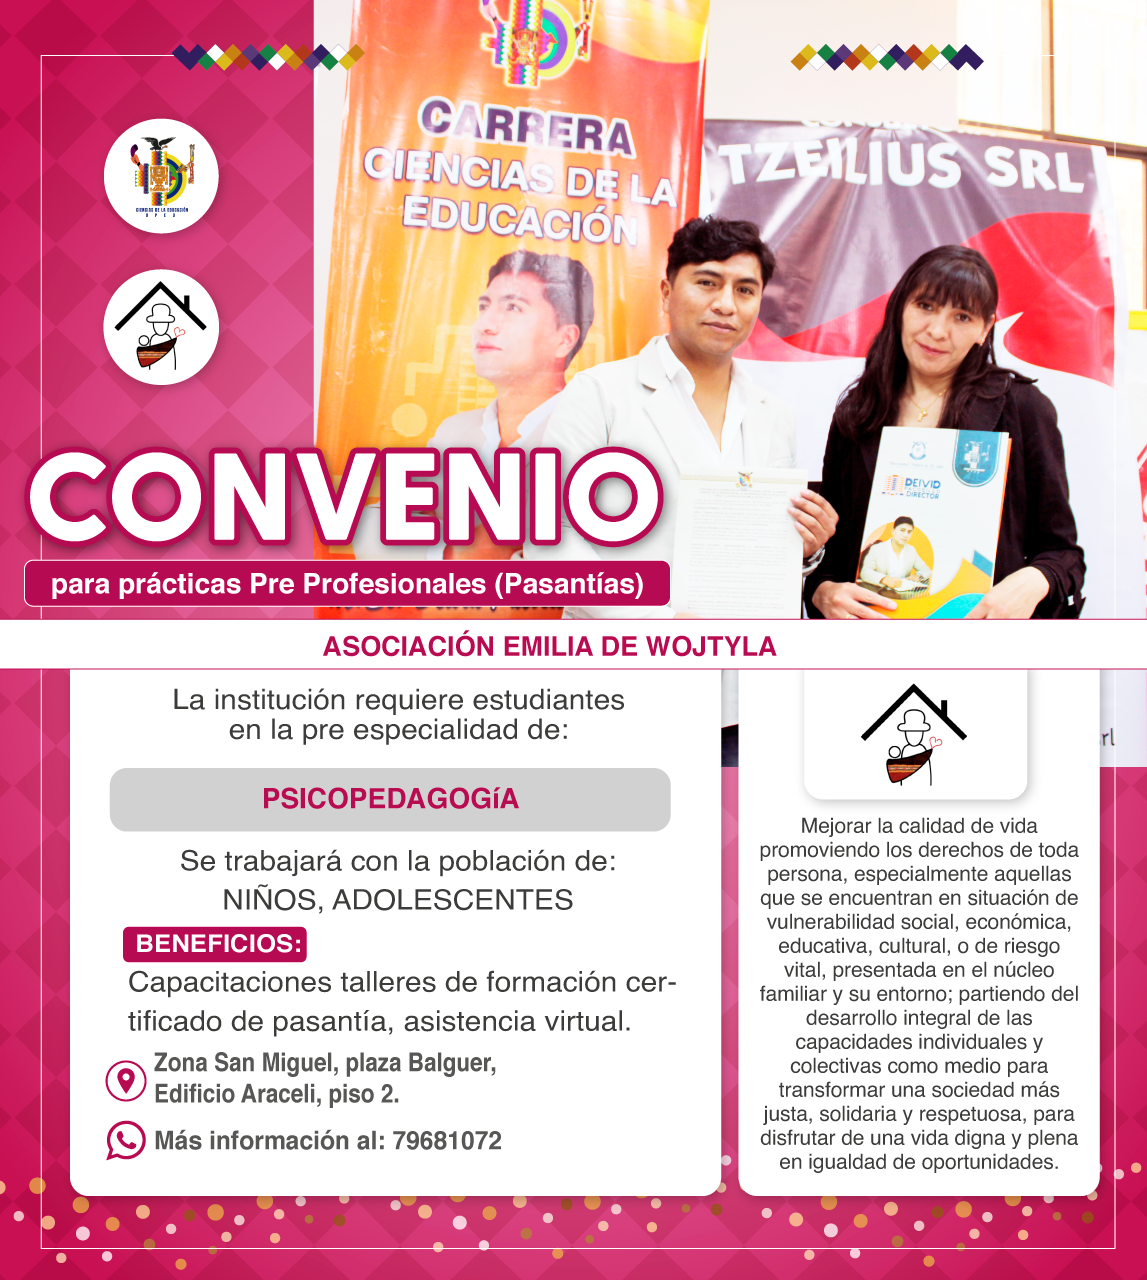 CARRERA
CIENCIAS DE LA
EDUCACIÓN
TZEILIUS SRL
CIENCIAS DE LA EDUCACIÓN
U P E A
DEIVID
DIRECTOR
CONVENIO
para prácticas Pre Profesionales (Pasantías)
ASOCIACIÓN EMILIA DE WOJTYLA
La institución requiere estudiantes
en la pre especialidad de:
PSICOPEDAGOGíA
Se trabajará con la población de:
NIÑOS, ADOLESCENTES
BENEFICIOS:
Capacitaciones talleres de formación cer-
tificado de pasantía, asistencia virtual.
Zona San Miguel, plaza Balguer,
Edificio Araceli, piso 2.
Más información al: 79681072
rl
Mejorar la calidad de vida
promoviendo los derechos de toda
persona, especialmente aquellas
que se encuentran en situación de
vulnerabilidad social, económica,
educativa, cultural, o de riesgo
vital, presentada en el núcleo
familiar y su entorno; partiendo del
desarrollo integral de las
capacidades individuales y
colectivas como medio para
transformar una sociedad más
justa, solidaria y respetuosa, para
disfrutar de una vida digna y plena
en igualdad de oportunidades.